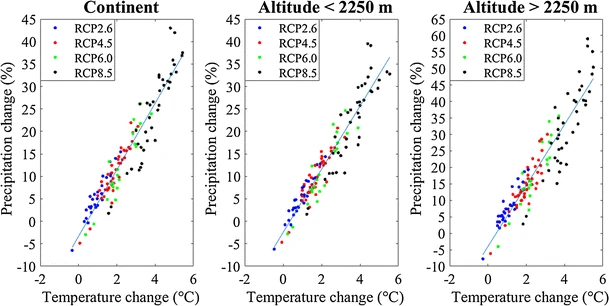 Continent
Altitude < 2250 m
Altitude > 2250 m
Precipitation change (%)
45
40
35
30
25
20
15
10
5
0
-5
-10
RCP2.6
RCP4.5
RCP6.0
RCP8.5
-2 0 2 4 6
Temperature change (°C)
Precipitation change (%)
45
40
35
30
25
20
15
10
5
0
-5
-10
RCP2.6
RCP4.5
RCP6.0
RCP8.5
-2 0 2 4 6
Temperature change (°C)
Precipitation change (%)
65
60
55
50
45
40
35
30
25
20
15
10
5
0
-5
-10
RCP2.6
RCP4.5
RCP6.0
RCP8.5
-2 0 2 4 6
Temperature change (°C)